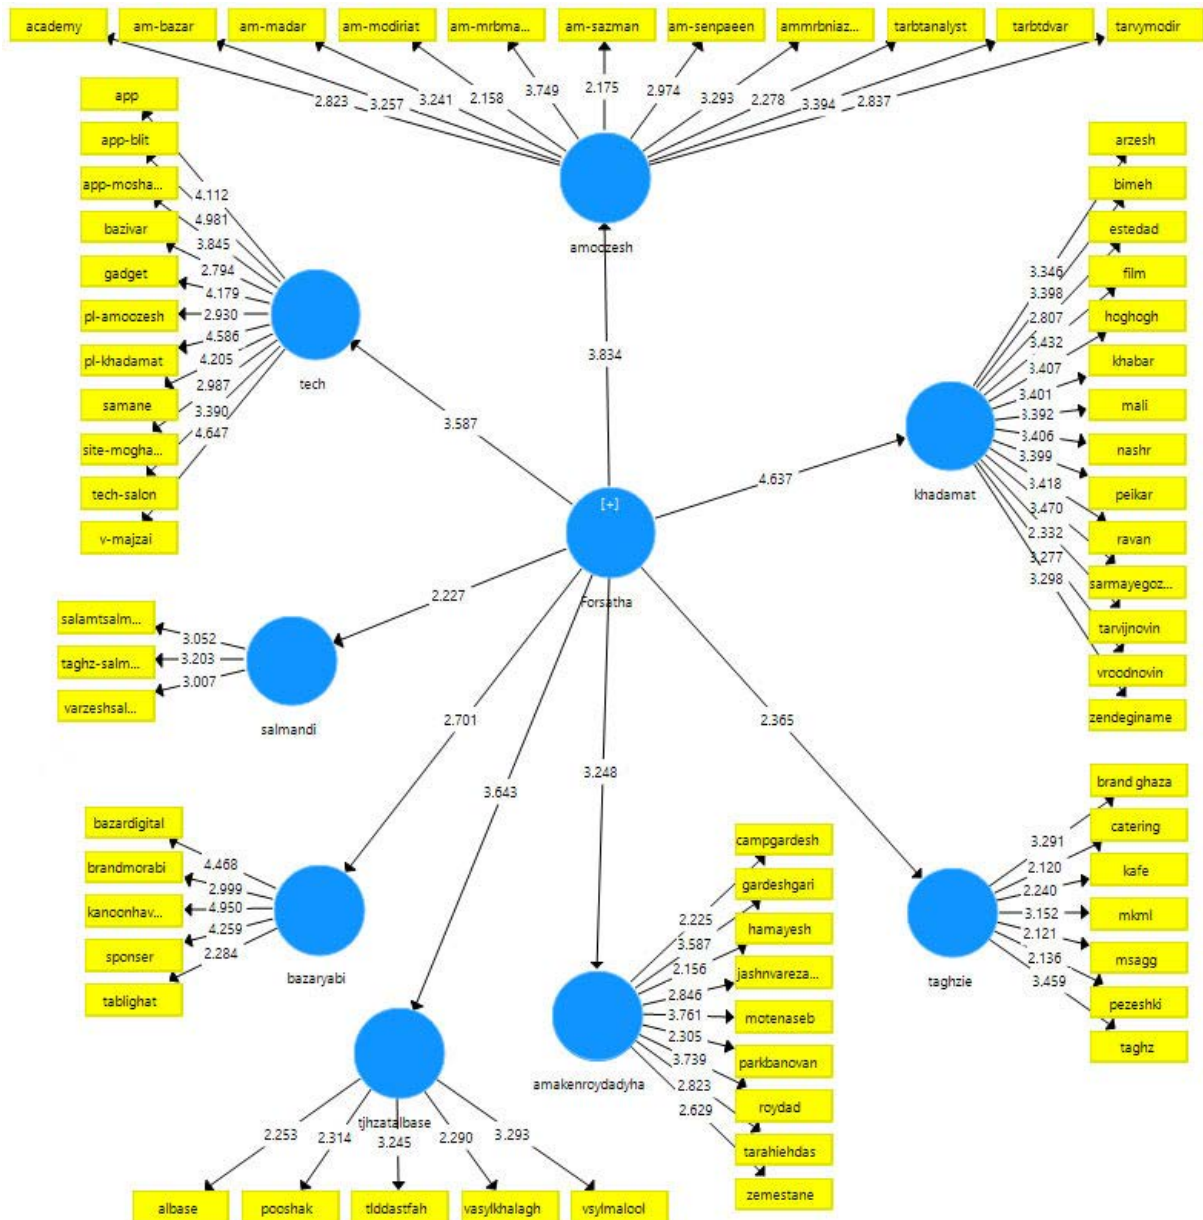 academy
am-bazar
am-madar
am-modiriat
am-mrbma...
am-sazman
am-senpaeen
ammrbniaz...
tarbtanalyst
tarbtdvar
tarvymodir
2.823
3.257
3.241
2.158
3.749
2.175
2.974
3.293
2.278
3.394
2.837
amoozesh
app
app-blit
app-mosha...
bazivar
gadget
pl-amoozesh
pl-khadamat
samane
site-mogha...
tech-salon
v-majzai
4.112
4.981
3.845
2.794
4.179
2.930
4.586
4.205
2.987
3.390
4.647
tech
3.587
3.834
4.637
arzesh
bimeh
estedad
film
hoghogh
khabar
mali
nashr
peikar
ravan
sarmayegoz...
tarvijnovin
vroodnovin
zendeginame
3.346
3.398
2.807
3.432
3.407
3.401
3.392
3.406
3.399
3.418
3.470
2.332
3.277
3.298
khadamat
[+]
Forsatha
2.227
salamtsalm...
taghz-salm...
varzeshsal...
3.052
3.203
3.007
salmandi
2.701
3.643
3.248
2.365
bazardigital
brandmorabi
kanoonhav...
sponser
tablighat
4.468
2.999
4.950
4.259
2.284
bazaryabi
campgardesh
gardeshgari
hamayesh
jashnvareza...
motenaseb
parkbanovan
roydad
tarahiehdas
zemestane
2.225
3.587
2.156
2.846
3.761
2.305
3.739
2.823
2.629
amakenroydadyha
brand ghaza
catering
kafe
mkml
msagg
pezeshki
taghz
3.291
2.120
2.240
3.152
2.121
2.136
3.459
taghzie
tjhzatalbase
2.253
2.314
3.245
2.290
3.293
albase
pooshak
tlddastfah
vasylkhalagh
vsylmalool